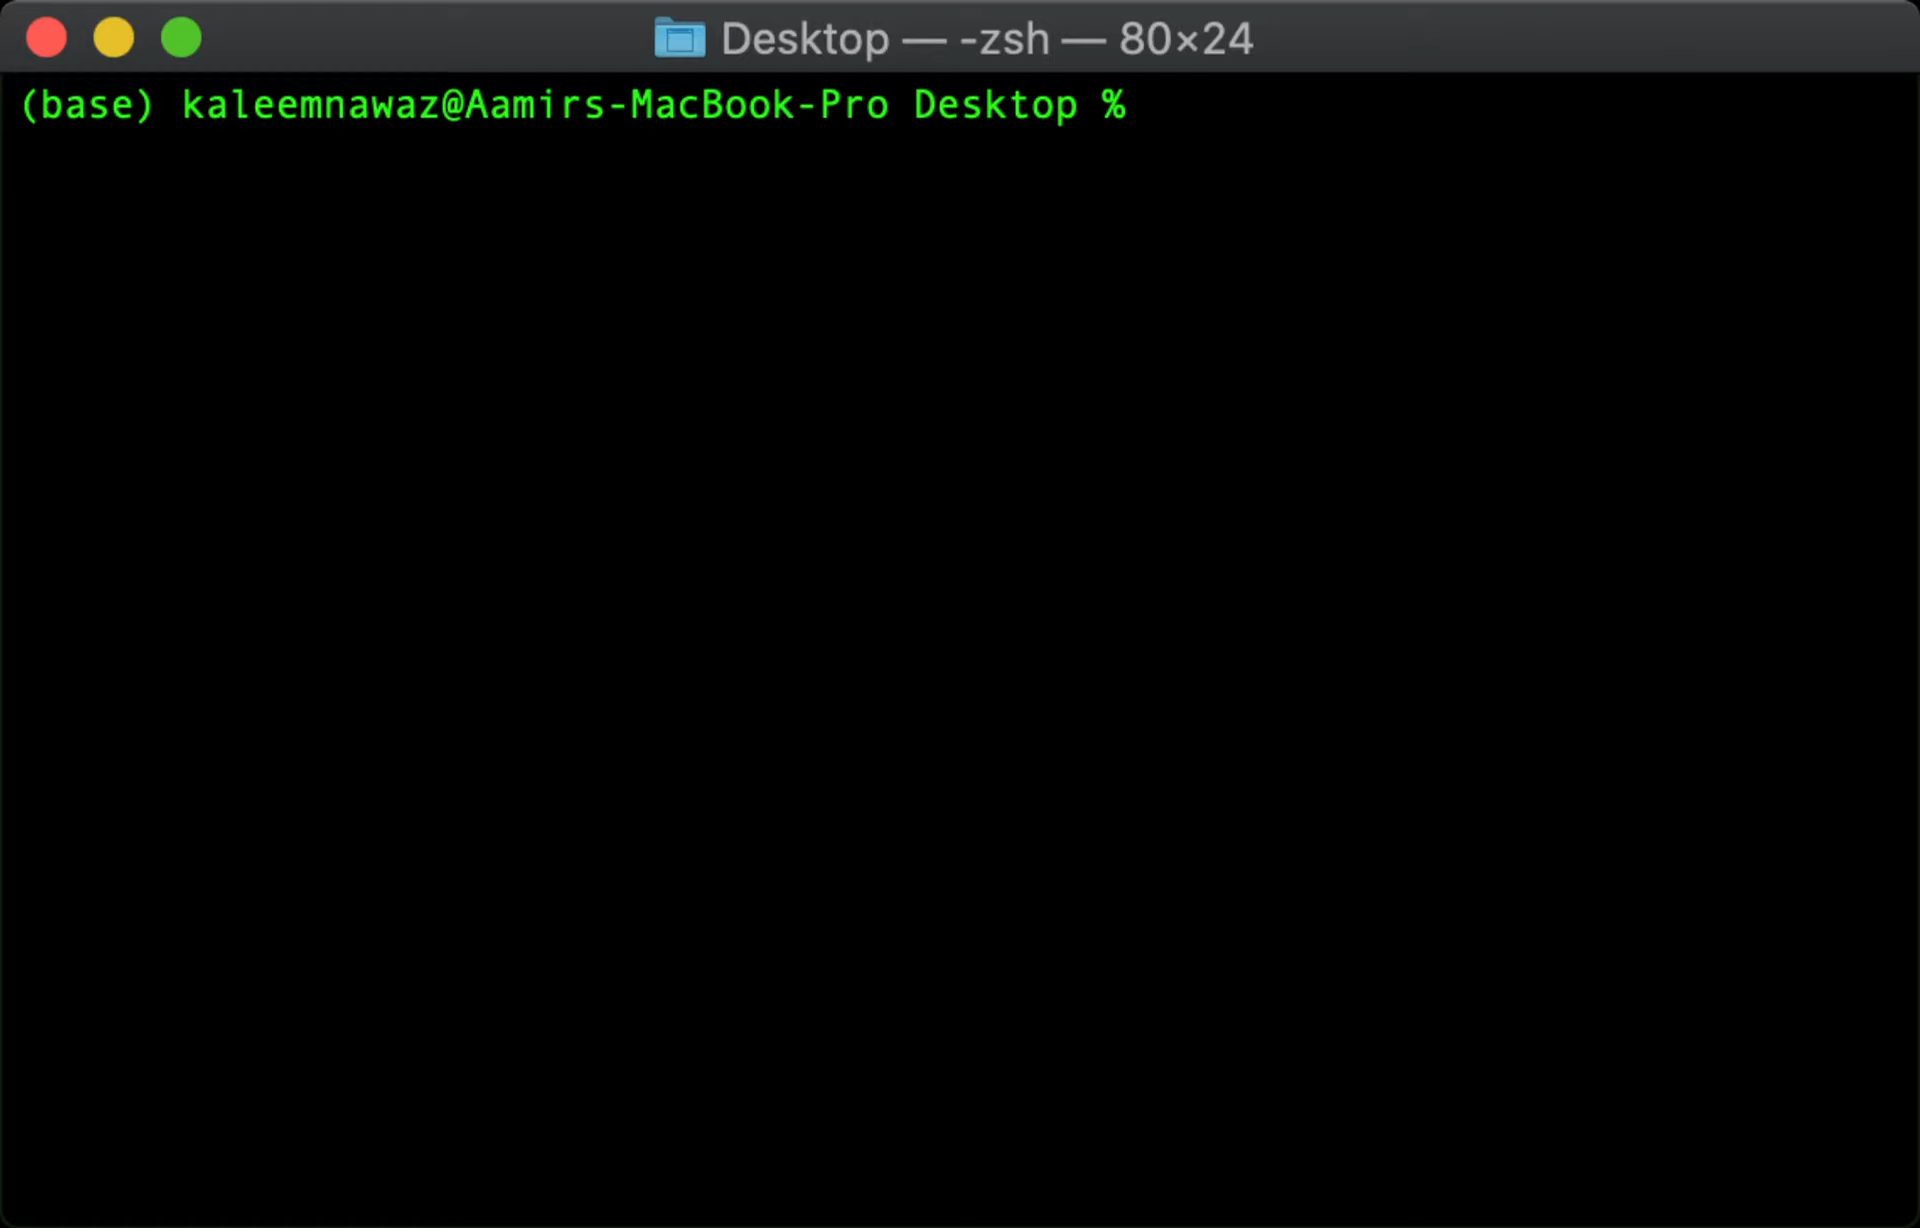 Desktop — -zsh — 80×24
(base) kaleemnawaz@Aamirs-MacBook-Pro Desktop %